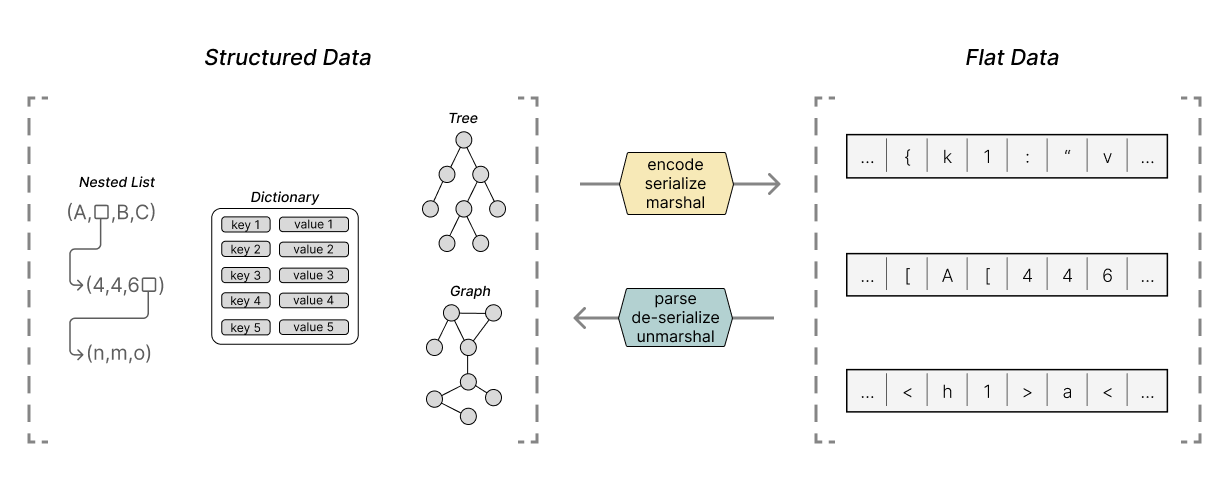 Structured Data
Flat Data
Nested List
(A,□,B,C)
(4,4,6□)
(n,m,o)
Dictionary
key 1 value 1
key 2 value 2
key 3 value 3
key 4 value 4
key 5 value 5
Tree
Graph
encode
serialize
marshal
parse
de-serialize
unmarshal
... { k 1 : “ v ...
... [ A [ 4 4 6 ...
... < h 1 > a < ...